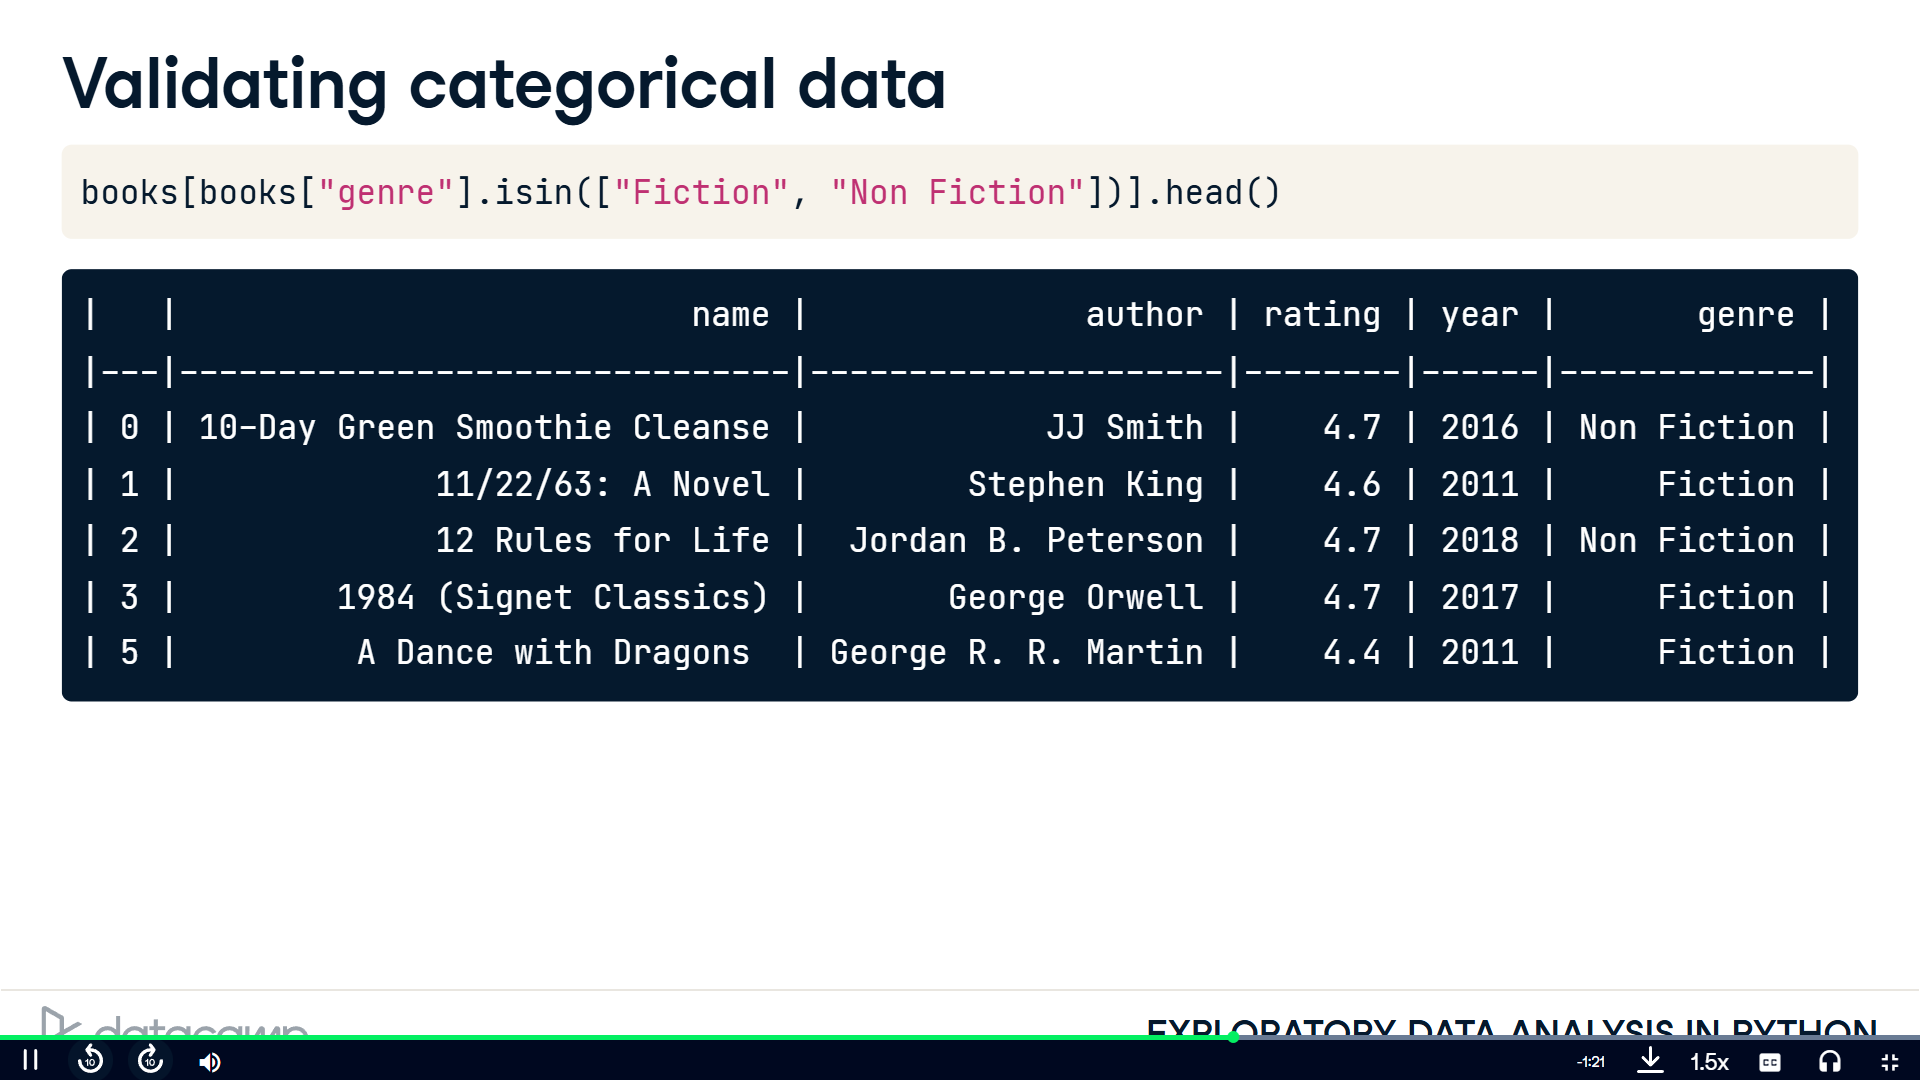 Validating categorical data
books[books["genre"].isin(["Fiction", "Non Fiction"])].head()
|   |                          name |              author | rating | year |       genre |
|---|-------------------------------|---------------------|--------|------|-------------|
| 0 | 10-Day Green Smoothie Cleanse |            JJ Smith |    4.7 | 2016 | Non Fiction |
| 1 |             11/22/63: A Novel |        Stephen King |    4.6 | 2011 |     Fiction |
| 2 |             12 Rules for Life |  Jordan B. Peterson |    4.7 | 2018 | Non Fiction |
| 3 |        1984 (Signet Classics) |       George Orwell |    4.7 | 2017 |     Fiction |
| 5 |         A Dance with Dragons  | George R. R. Martin |    4.4 | 2011 |     Fiction |
datacamp
EXPLORATORY DATA ANALYSIS IN PYTHON
10 10 -1:21 1.5x CC